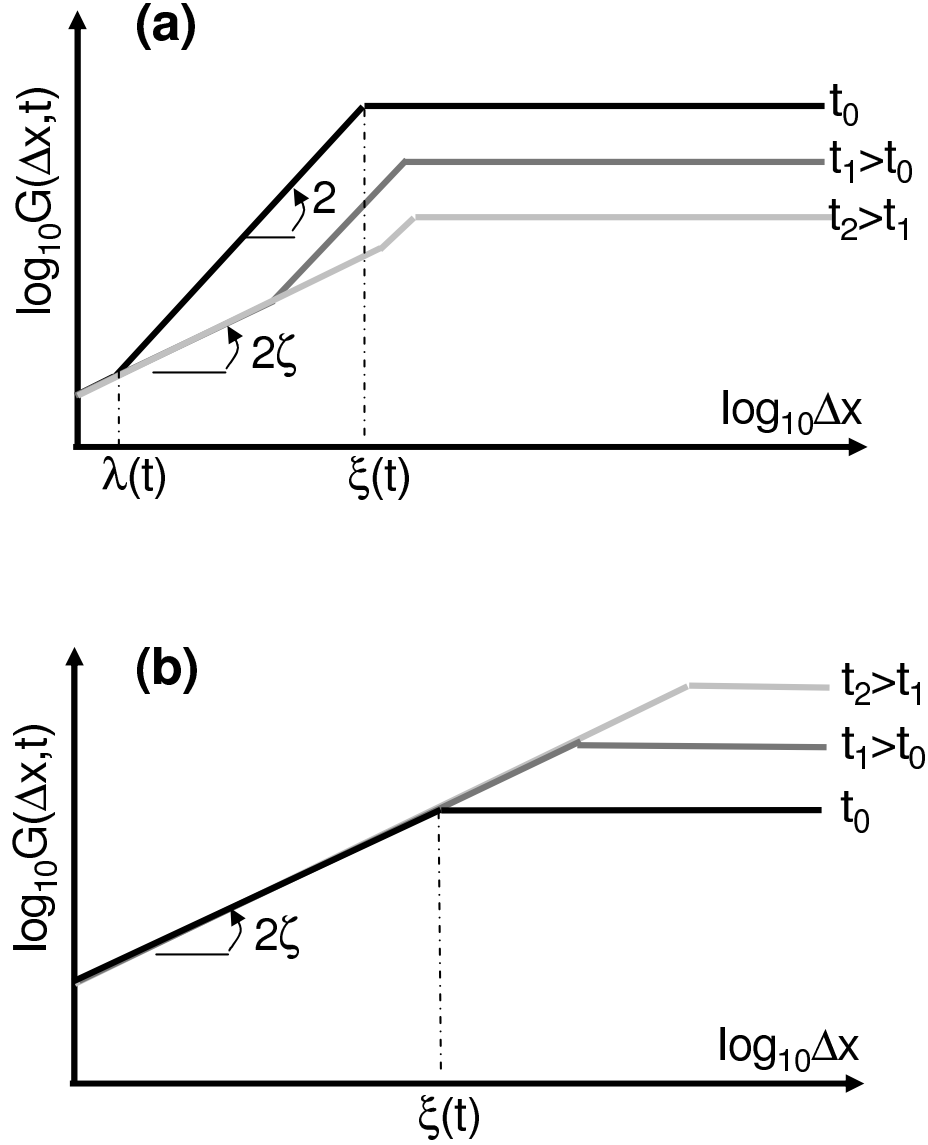 (a)
log₁₀G(Δx,t)
t₀
t₁>t₀
t₂>t₁
2
2ζ
log₁₀Δx
λ(t)
ξ(t)
(b)
log₁₀G(Δx,t)
t₂>t₁
t₁>t₀
t₀
2ζ
log₁₀Δx
ξ(t)